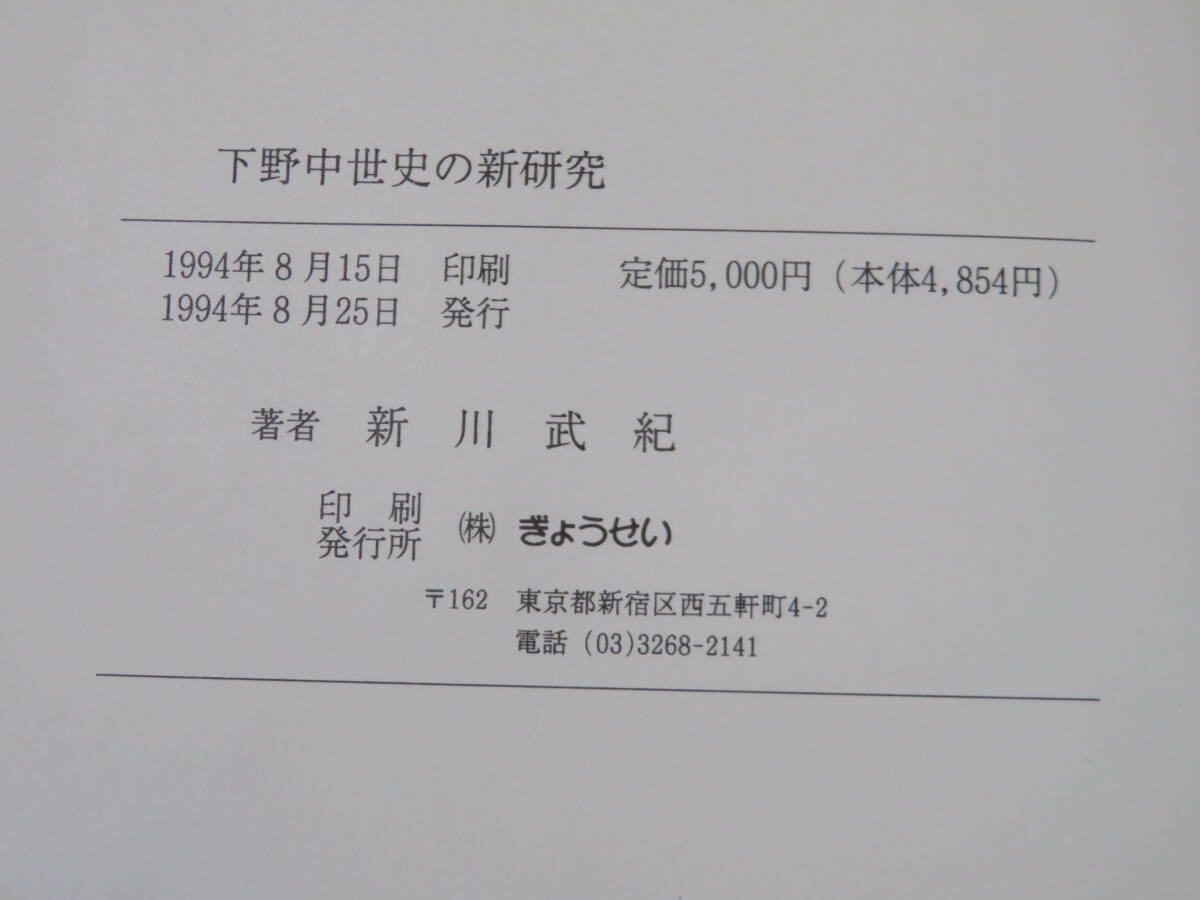 下野中世史の新研究
1994年8月15日 印刷 定価5,000円(本体4,854円)
1994年8月25日 発行
著者 新川武紀
印刷
発行所 ㈱ ぎょうせい
〒162 東京都新宿区西五軒町4-2
電話 (03)3268-2141